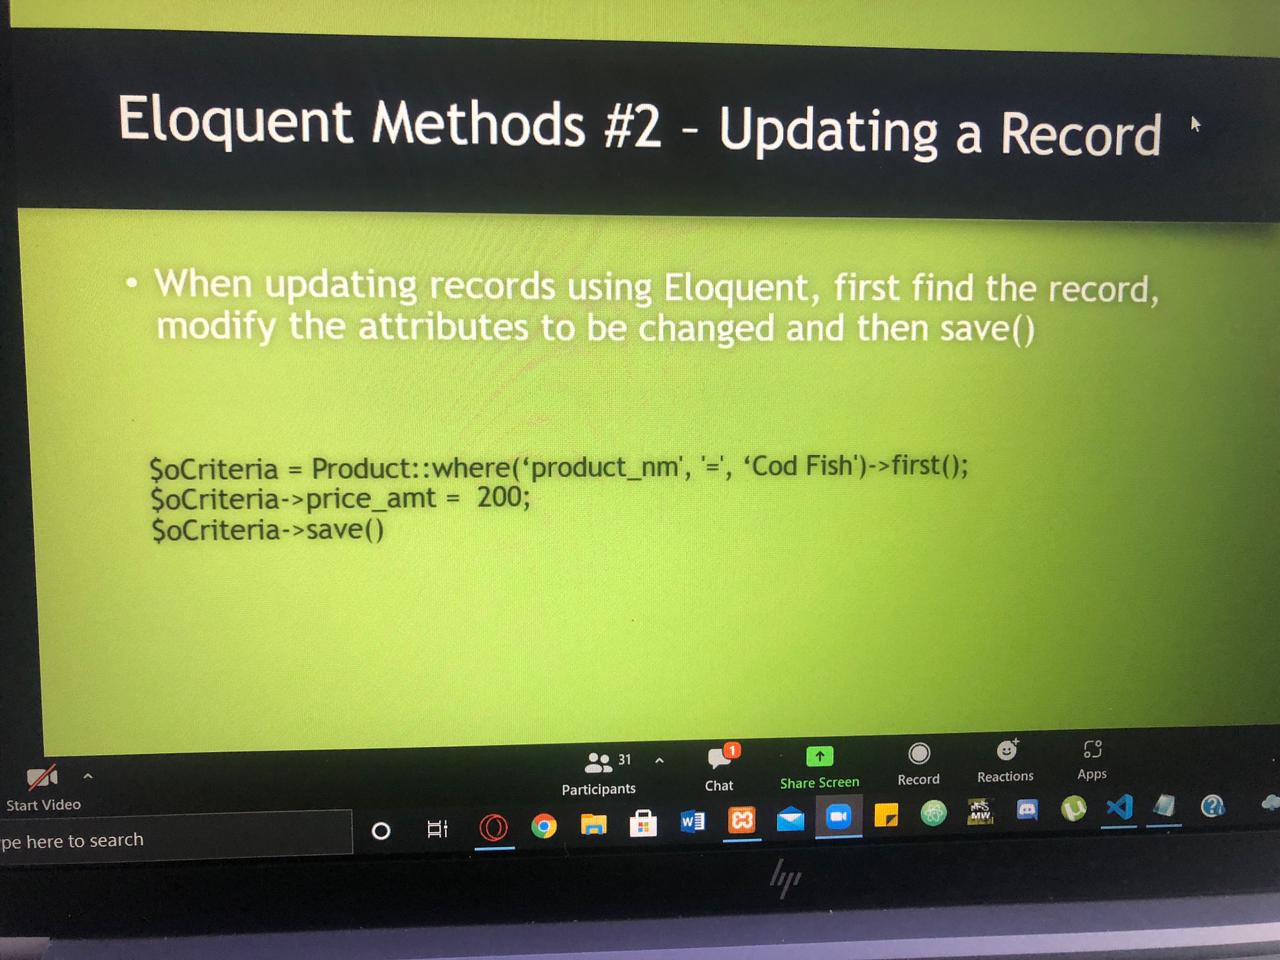 Eloquent Methods #2 - Updating a Record
• When updating records using Eloquent, first find the record,
modify the attributes to be changed and then save()
$oCriteria = Product::where(‘product_nm', '=', ‘Cod Fish')->first();
$oCriteria->price_amt = 200;
$oCriteria->save()
31
1
Start Video
Participants
Chat
Share Screen
Record
Reactions
Apps
pe here to search
W
NFS
MW
hp